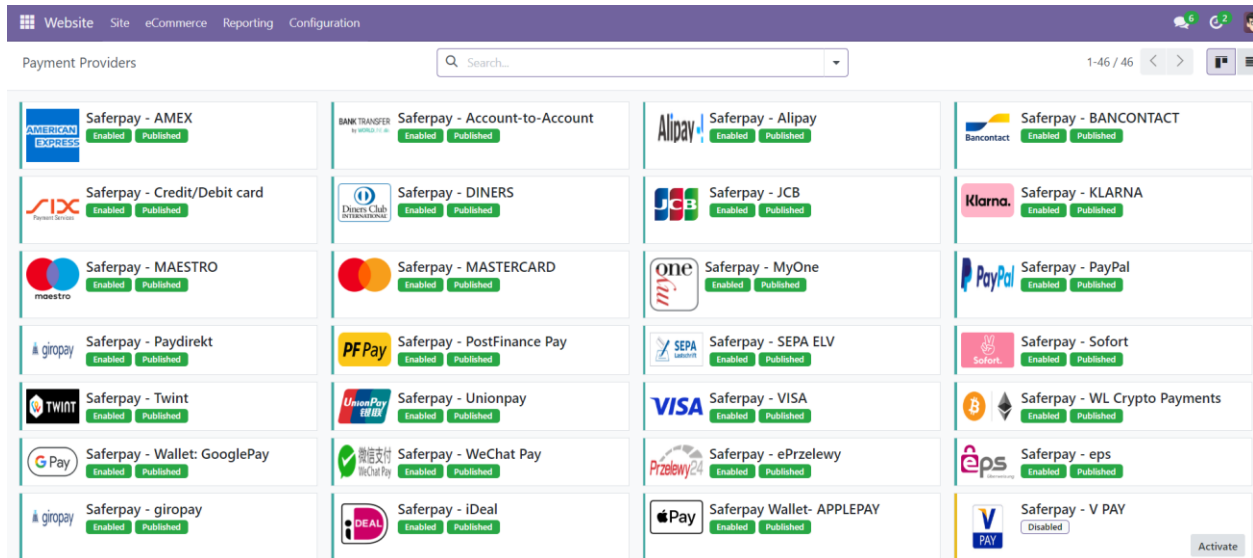 Website Site eCommerce Reporting Configuration 6 2
Payment Providers Search... 1-46 / 46
AMERICAN EXPRESS Saferpay - AMEX Enabled Published
BANK TRANSFER Saferpay - Account-to-Account Enabled Published
Alipay Saferpay - Alipay Enabled Published
Bancontact Saferpay - BANCONTACT Enabled Published
SIX Payment Services Saferpay - Credit/Debit card Enabled Published
Diners Club INTERNATIONAL Saferpay - DINERS Enabled Published
JCB Saferpay - JCB Enabled Published
Klarna. Saferpay - KLARNA Enabled Published
maestro Saferpay - MAESTRO Enabled Published
Saferpay - MASTERCARD Enabled Published
my one Saferpay - MyOne Enabled Published
PayPal Saferpay - PayPal Enabled Published
giropay Saferpay - Paydirekt Enabled Published
PF Pay Saferpay - PostFinance Pay Enabled Published
SEPA Lastschrift Saferpay - SEPA ELV Enabled Published
Sofort. Saferpay - Sofort Enabled Published
TWINT Saferpay - Twint Enabled Published
UnionPay 银联 Saferpay - Unionpay Enabled Published
VISA Saferpay - VISA Enabled Published
Saferpay - WL Crypto Payments Enabled Published
G Pay Saferpay - Wallet: GooglePay Enabled Published
微信支付 WeChat Pay Saferpay - WeChat Pay Enabled Published
Przelewy24 Saferpay - ePrzelewy Enabled Published
eps Saferpay - eps Enabled Published
giropay Saferpay - giropay Enabled Published
iDEAL Saferpay - iDeal Enabled Published
Pay Saferpay Wallet- APPLEPAY Enabled Published
V PAY Saferpay - V PAY Disabled
Activate